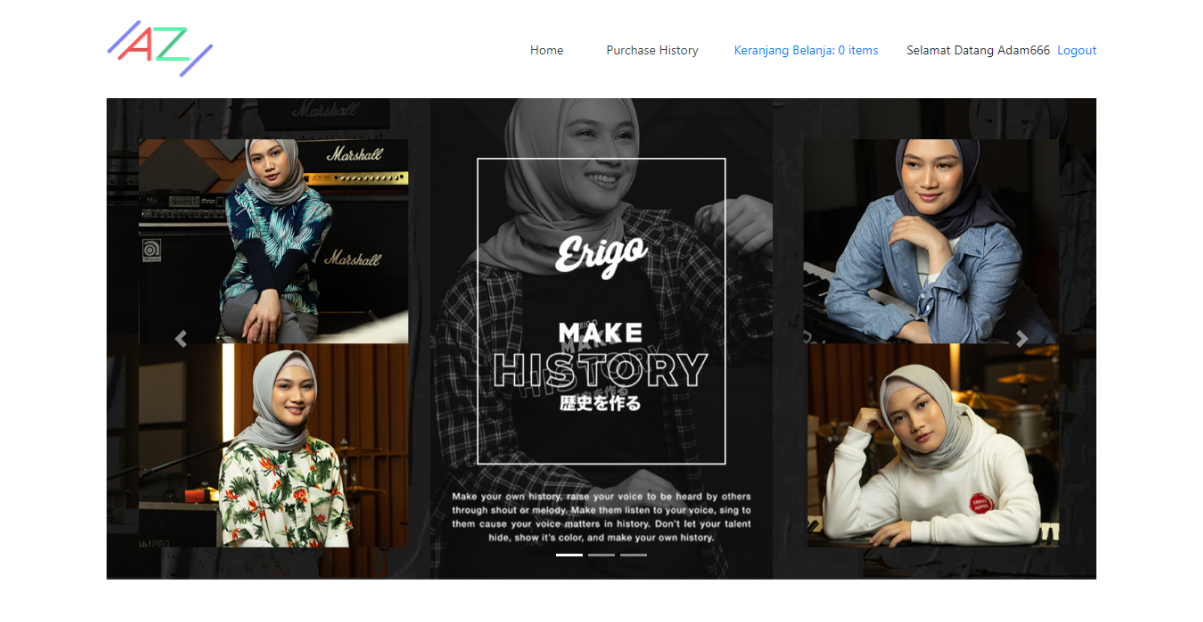 AZ
Home
Purchase History
Keranjang Belanja: 0 items
Selamat Datang Adam666 Logout
Marshall
Marshall
Marshall
Erigo
MAKE
HISTORY
歴史を作る
Make your own history, raise your voice to be heard by others
through shout or melody. Make them listen to your voice, sing to
them cause your voice matters in history. Don't let your talent
hide, show it's color, and make your own history.